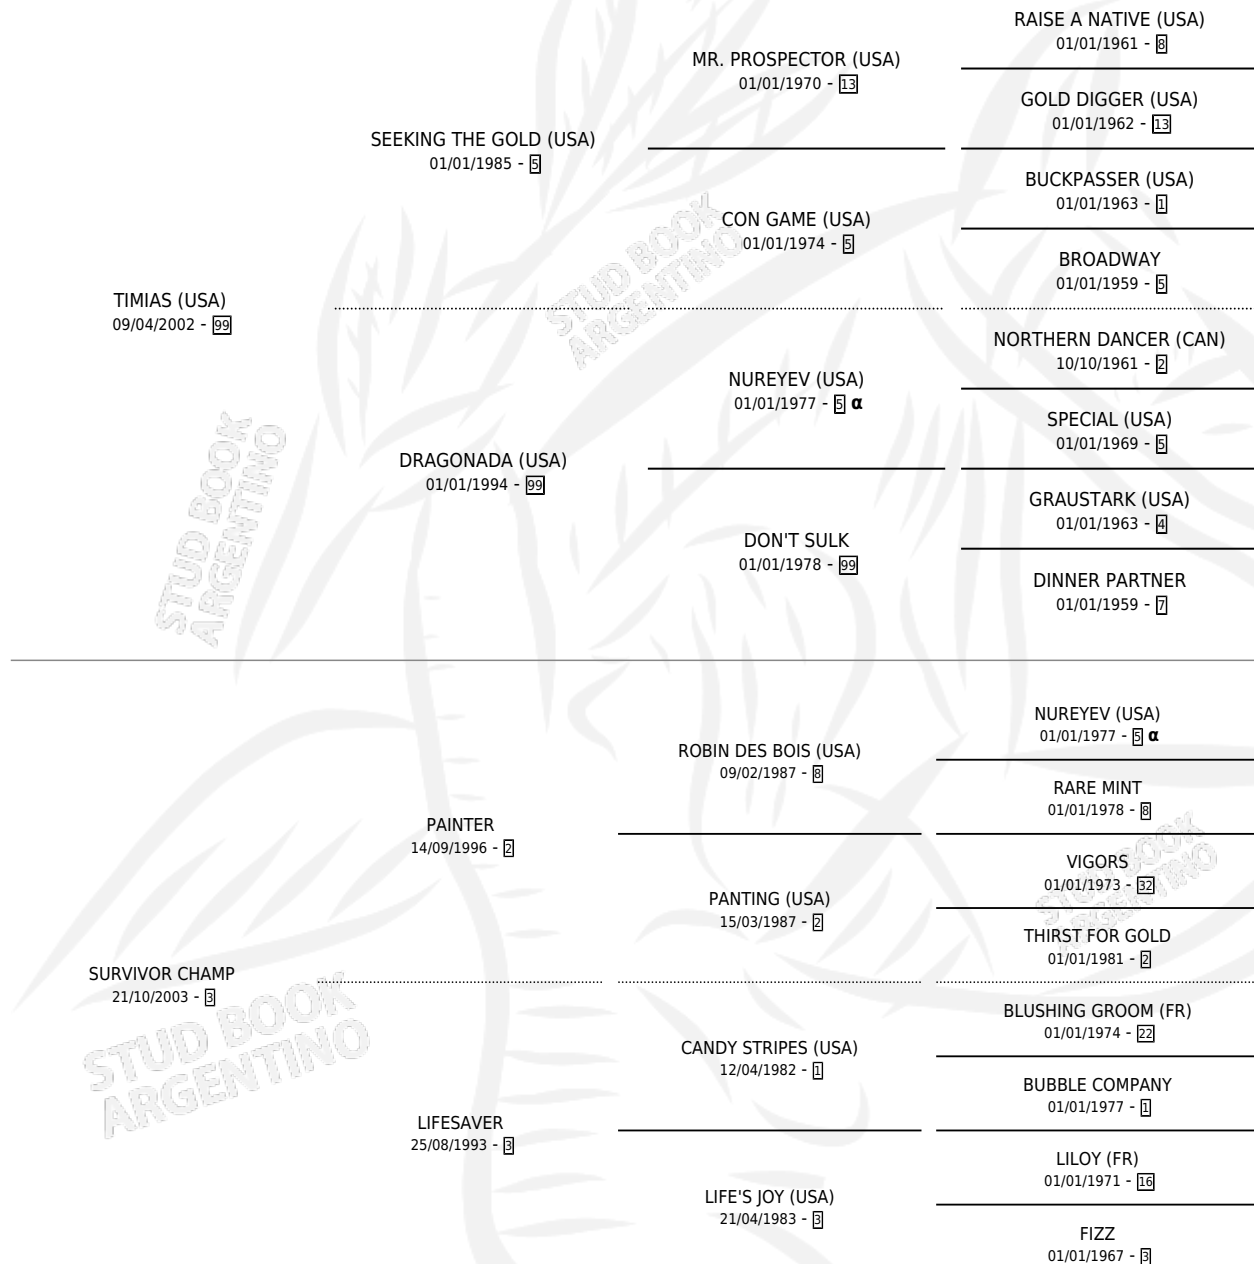 RAISE A NATIVE (USA)
01/01/1961 - 8
MR. PROSPECTOR (USA)
01/01/1970 - 13
GOLD DIGGER (USA)
01/01/1962 - 13
SEEKING THE GOLD (USA)
01/01/1985 - 5
BUCKPASSER (USA)
01/01/1963 - 1
CON GAME (USA)
01/01/1974 - 5
BROADWAY
01/01/1959 - 5
TIMIAS (USA)
09/04/2002 - 99
NORTHERN DANCER (CAN)
10/10/1961 - 2
NUREYEV (USA)
01/01/1977 - 5 α
SPECIAL (USA)
01/01/1969 - 5
DRAGONADA (USA)
01/01/1994 - 99
GRAUSTARK (USA)
01/01/1963 - 4
DON'T SULK
01/01/1978 - 99
DINNER PARTNER
01/01/1959 - 7
NUREYEV (USA)
01/01/1977 - 5 α
ROBIN DES BOIS (USA)
09/02/1987 - 8
RARE MINT
01/01/1978 - 8
PAINTER
14/09/1996 - 2
VIGORS
01/01/1973 - 32
PANTING (USA)
15/03/1987 - 2
THIRST FOR GOLD
01/01/1981 - 2
SURVIVOR CHAMP
21/10/2003 - 3
BLUSHING GROOM (FR)
01/01/1974 - 22
CANDY STRIPES (USA)
12/04/1982 - 1
BUBBLE COMPANY
01/01/1977 - 1
LIFESAVER
25/08/1993 - 3
LILOY (FR)
01/01/1971 - 16
LIFE'S JOY (USA)
21/04/1983 - 3
FIZZ
01/01/1967 - 3
STUD BOOK
ARGENTINO
STUD BOOK
ARGENTINO
STUD BOOK
ARGENTINO
STUD BOOK
ARGENTINO